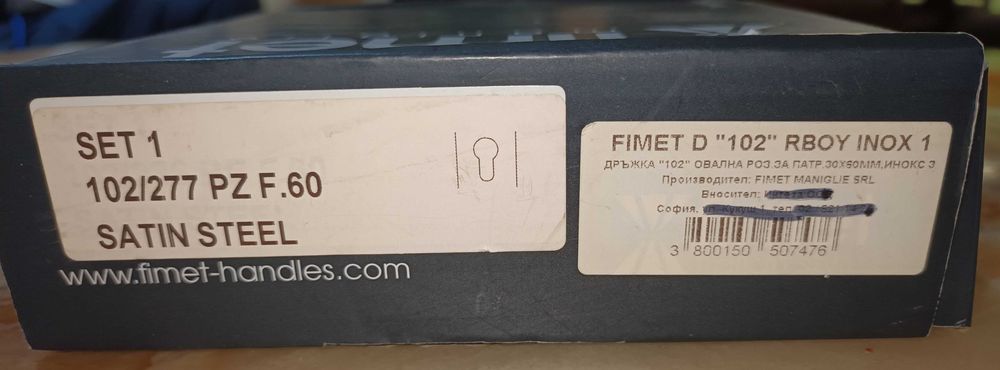 SET 1
102/277 PZ F.60
SATIN STEEL
www.fimet-handles.com
FIMET D "102" RBOY INOX 1
ДРЪЖКА "102" ОВАЛНА РОЗ.ЗА ПАТР.30X60MM,ИНОКС 3
Производител: FIMET MANIGLIE SRL
Вносител:
София,
3 800150 507476